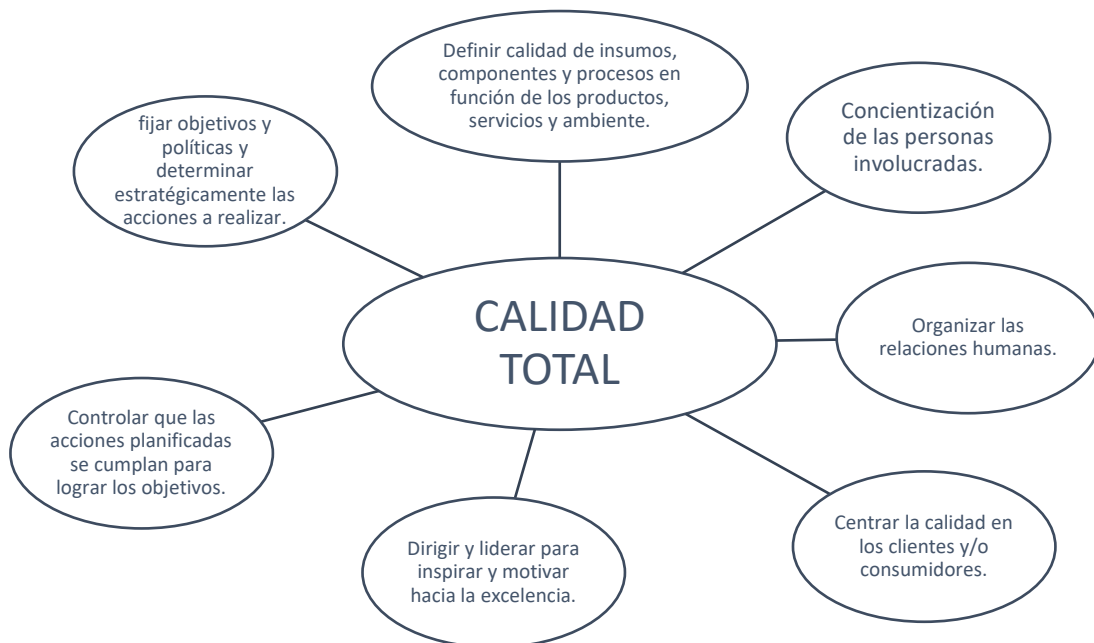 Definir calidad de insumos,
componentes y procesos en
función de los productos,
servicios y ambiente.
Concientización
de las personas
involucradas.
fijar objetivos y
políticas y
determinar
estratégicamente las
acciones a realizar.
CALIDAD
TOTAL
Organizar las
relaciones humanas.
Controlar que las
acciones planificadas
se cumplan para
lograr los objetivos.
Centrar la calidad en
los clientes y/o
consumidores.
Dirigir y liderar para
inspirar y motivar
hacia la excelencia.